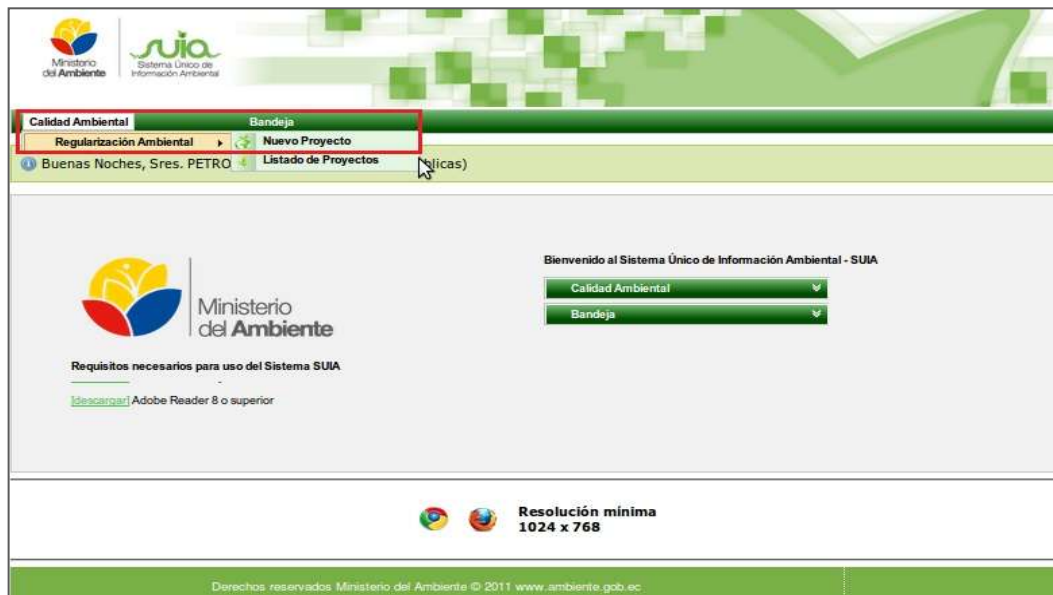 Ministerio
del Ambiente
suia
Sistema Único de
Información Ambiental
Calidad Ambiental Bandeja
Regularización Ambiental Nuevo Proyecto
Listado de Proyectos
Buenas Noches, Sres. PETRO blicas)
Bienvenido al Sistema Único de Información Ambiental - SUIA
Calidad Ambiental
Bandeja
Ministerio
del Ambiente
Requisitos necesarios para uso del Sistema SUIA
[descargar] Adobe Reader 8 o superior
Resolución mínima
1024 x 768
Derechos reservados Ministerio del Ambiente © 2011 www.ambiente.gob.ec